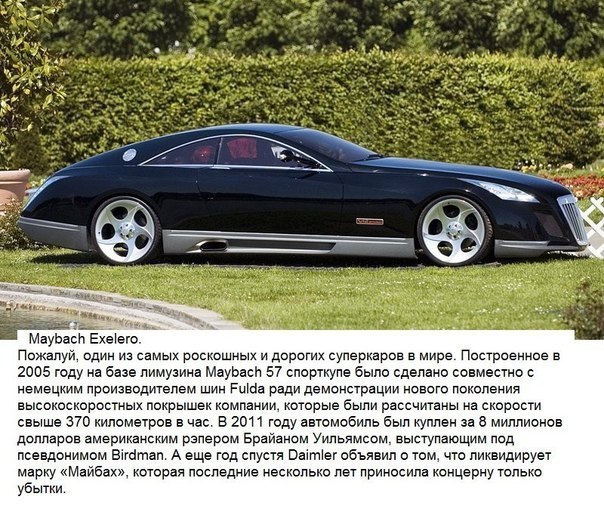 Maybach Exelero.
Пожалуй, один из самых роскошных и дорогих суперкаров в мире. Построенное в
2005 году на базе лимузина Maybach 57 спорткупе было сделано совместно с
немецким производителем шин Fulda ради демонстрации нового поколения
высокоскоростных покрышек компании, которые были рассчитаны на скорости
свыше 370 километров в час. В 2011 году автомобиль был куплен за 8 миллионов
долларов американским рэпером Брайаном Уильямсом, выступающим под
псевдонимом Birdman. А еще год спустя Daimler объявил о том, что ликвидирует
марку «Майбах», которая последние несколько лет приносила концерну только
убытки.